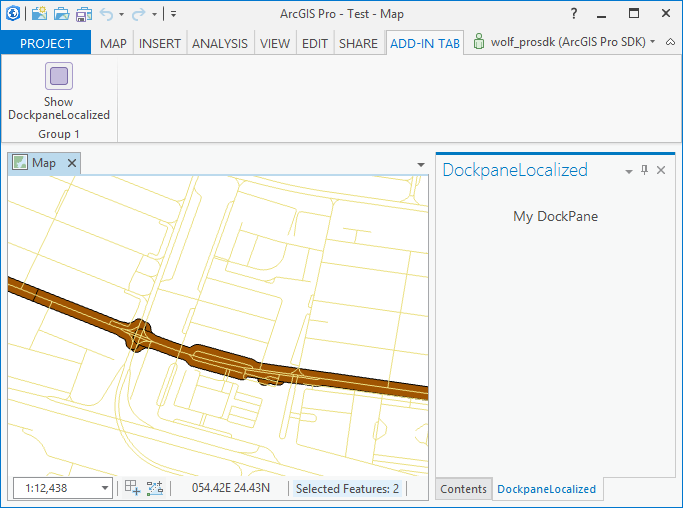 ArcGIS Pro - Test - Map
PROJECT MAP INSERT ANALYSIS VIEW EDIT SHARE ADD-IN TAB wolf_prosdk (ArcGIS Pro SDK)
Show
DockpaneLocalized
Group 1
Map
DockpaneLocalized
My DockPane
1:12,438 054.42E 24.43N Selected Features: 2
Contents DockpaneLocalized